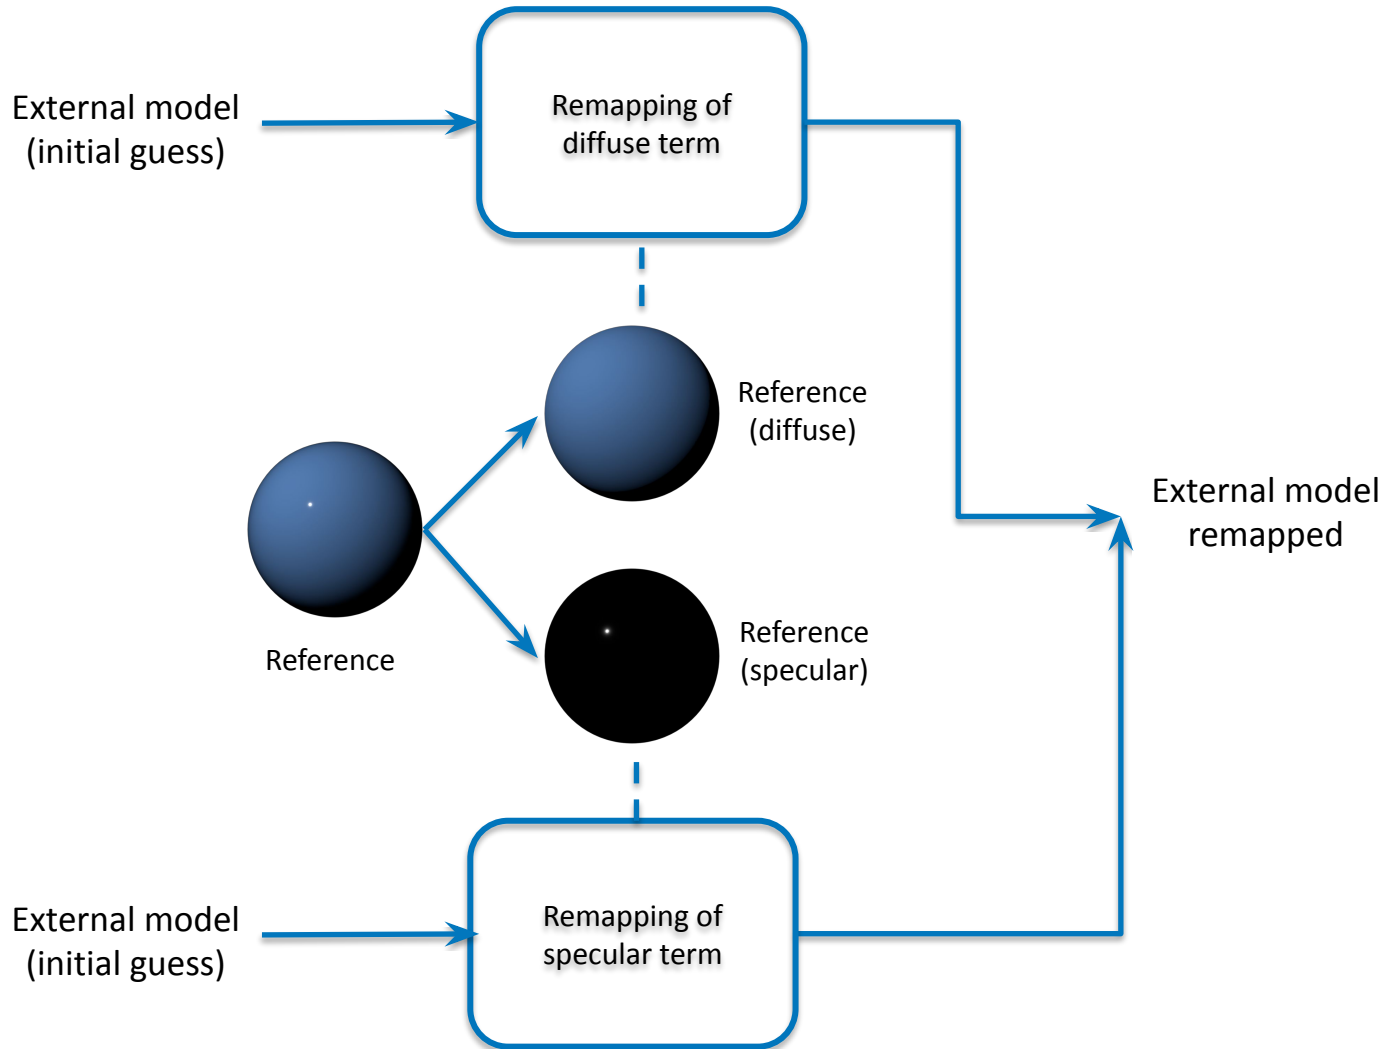 External model
(initial guess)
Remapping of
diffuse term
Reference
(diffuse)
External model
remapped
Reference
Reference
(specular)
External model
(initial guess)
Remapping of
specular term